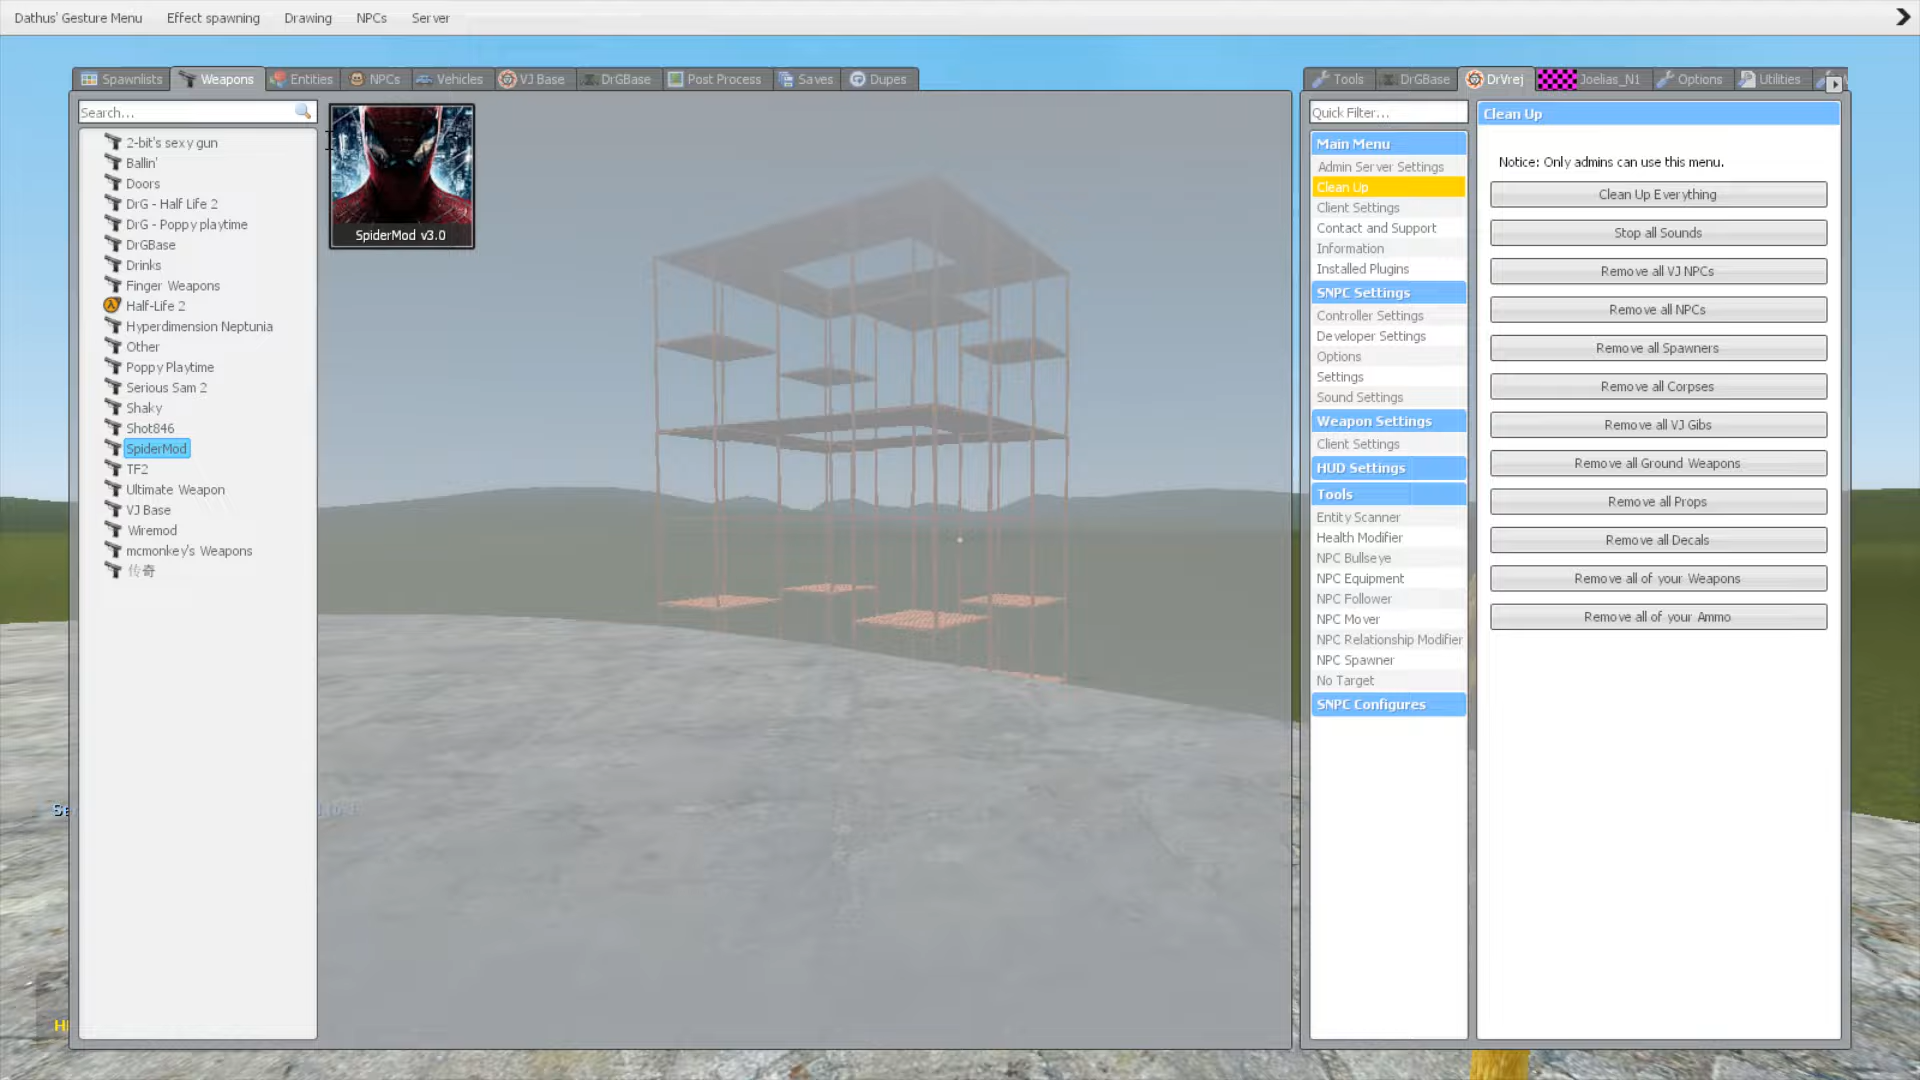 Dathus' Gesture Menu
Effect spawning
Drawing
NPCs
Server
Spawnlists
Weapons
Entities
NPCs
Vehicles
VJ Base
DrGBase
Post Process
Saves
Dupes
Search...
2-bit's sexy gun
Ballin'
Doors
DrG - Half Life 2
DrG - Poppy playtime
DrGBase
Drinks
Finger Weapons
Half-Life 2
Hyperdimension Neptunia
Other
Poppy Playtime
Serious Sam 2
Shaky
Shot846
SpiderMod
TF2
Ultimate Weapon
VJ Base
Wiremod
mcmonkey's Weapons
传奇
SpiderMod v3.0
Tools
DrGBase
DrVrej
Joelias_N1
Options
Utilities
Quick Filter...
Main Menu
Admin Server Settings
Clean Up
Client Settings
Contact and Support
Information
Installed Plugins
SNPC Settings
Controller Settings
Developer Settings
Options
Settings
Sound Settings
Weapon Settings
Client Settings
HUD Settings
Tools
Entity Scanner
Health Modifier
NPC Bullseye
NPC Equipment
NPC Follower
NPC Mover
NPC Relationship Modifier
NPC Spawner
No Target
SNPC Configures
Clean Up
Notice: Only admins can use this menu.
Clean Up Everything
Stop all Sounds
Remove all VJ NPCs
Remove all NPCs
Remove all Spawners
Remove all Corpses
Remove all VJ Gibs
Remove all Ground Weapons
Remove all Props
Remove all Decals
Remove all of your Weapons
Remove all of your Ammo